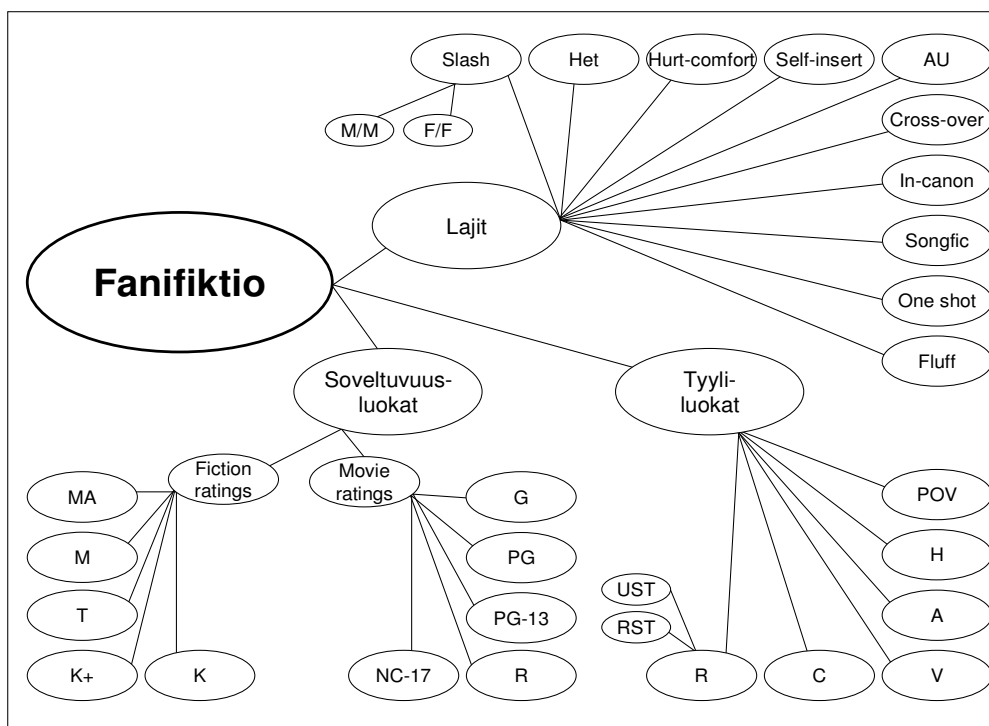 Slash
Het
Hurt-comfort
Self-insert
AU
M/M
F/F
Cross-over
In-canon
Lajit
Songfic
Fanifiktio
One shot
Fluff
Soveltuvuus-
luokat
Tyyli-
luokat
Fiction
ratings
Movie
ratings
MA
G
POV
M
PG
H
T
PG-13
UST
RST
A
K+
K
NC-17
R
R
C
V